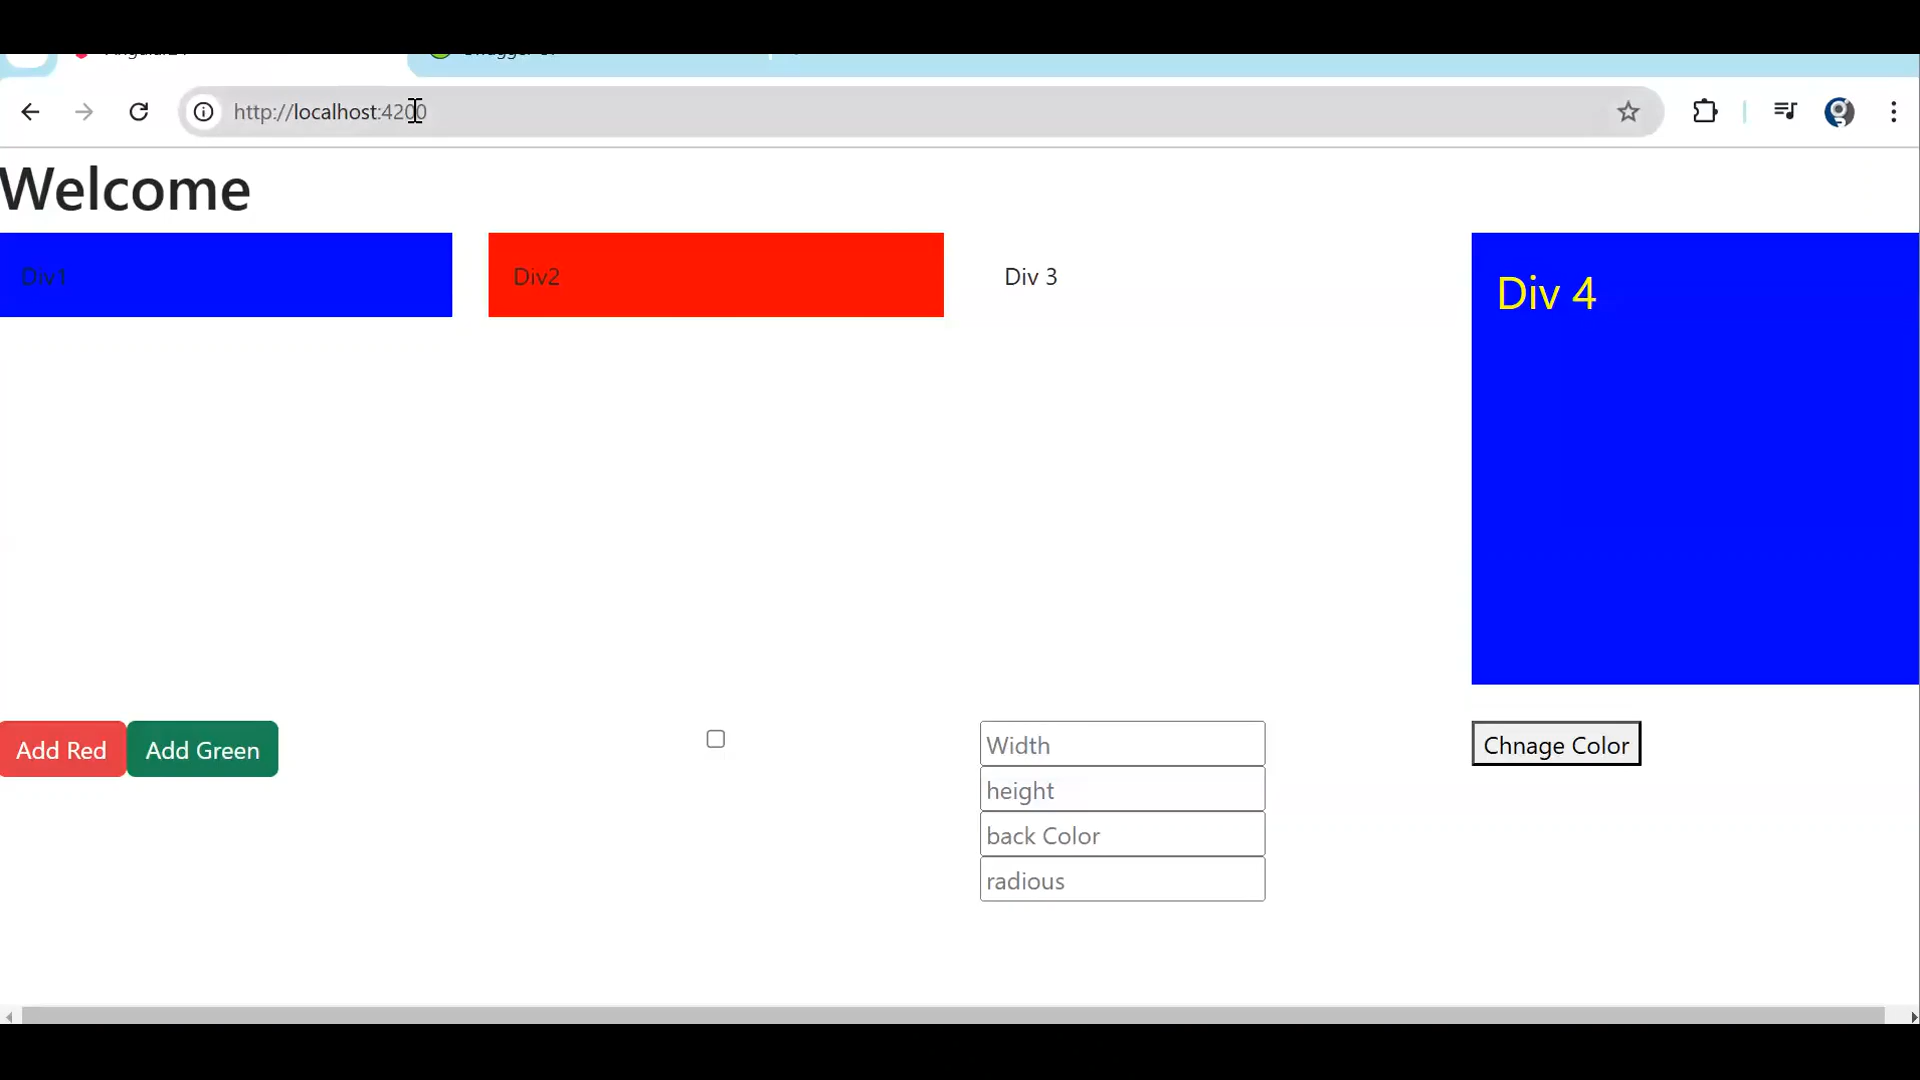 http://localhost:4200
Welcome
Div1
Div2
Div 3
Div 4
Add Red
Add Green
Width
Chnage Color
height
back Color
radious